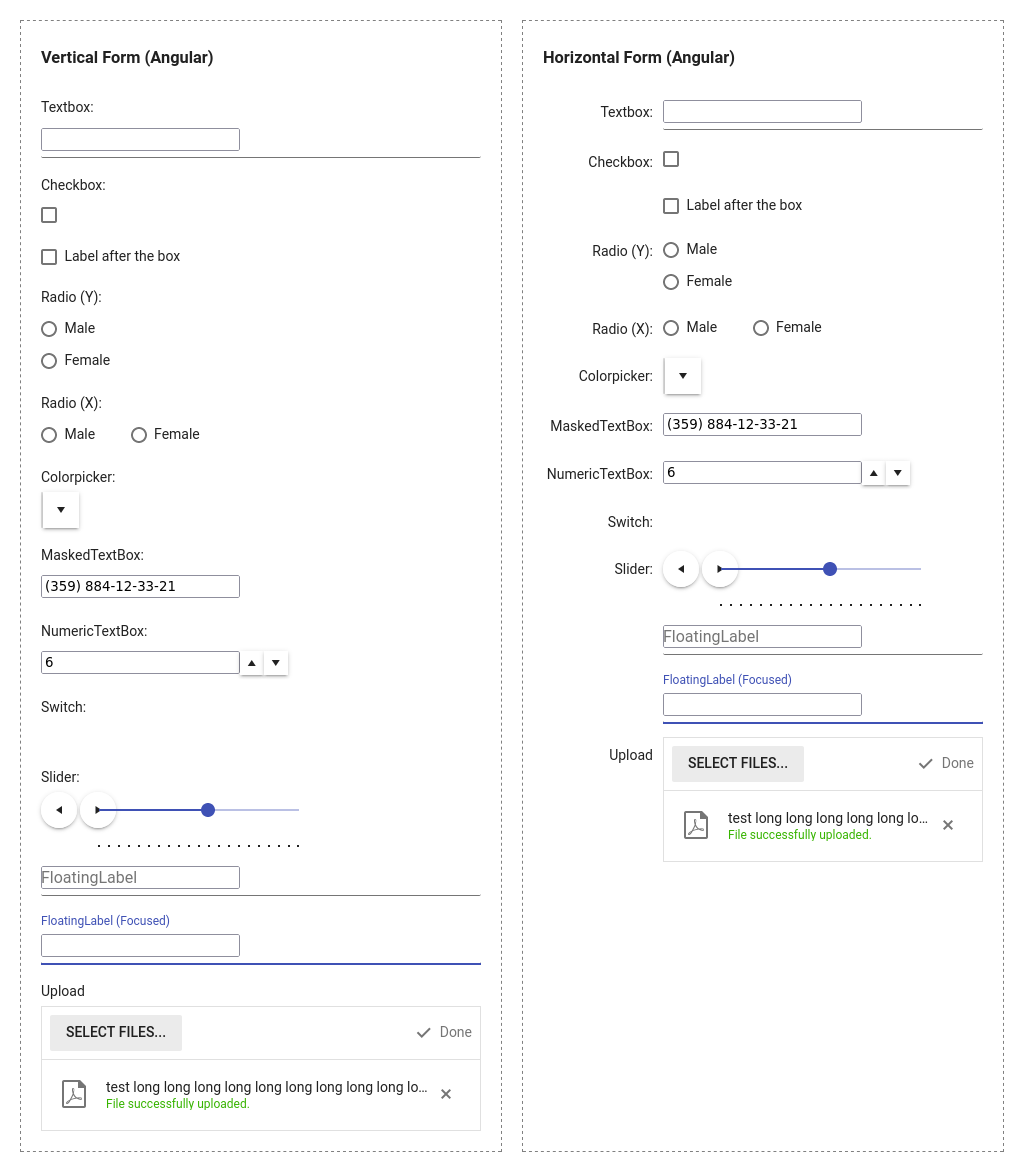 Vertical Form (Angular)
Textbox:
Checkbox:
Label after the box
Radio (Y):
Male
Female
Radio (X):
Male Female
Colorpicker:
MaskedTextBox:
(359) 884-12-33-21
NumericTextBox:
6
Switch:
Slider:
FloatingLabel
FloatingLabel (Focused)
Upload
SELECT FILES... Done
test long long long long long long long long long lo...
File successfully uploaded.
Horizontal Form (Angular)
Textbox:
Checkbox:
Label after the box
Radio (Y): Male
Female
Radio (X): Male Female
Colorpicker:
MaskedTextBox: (359) 884-12-33-21
NumericTextBox: 6
Switch:
Slider:
FloatingLabel
FloatingLabel (Focused)
Upload SELECT FILES... Done
test long long long long long lo...
File successfully uploaded.